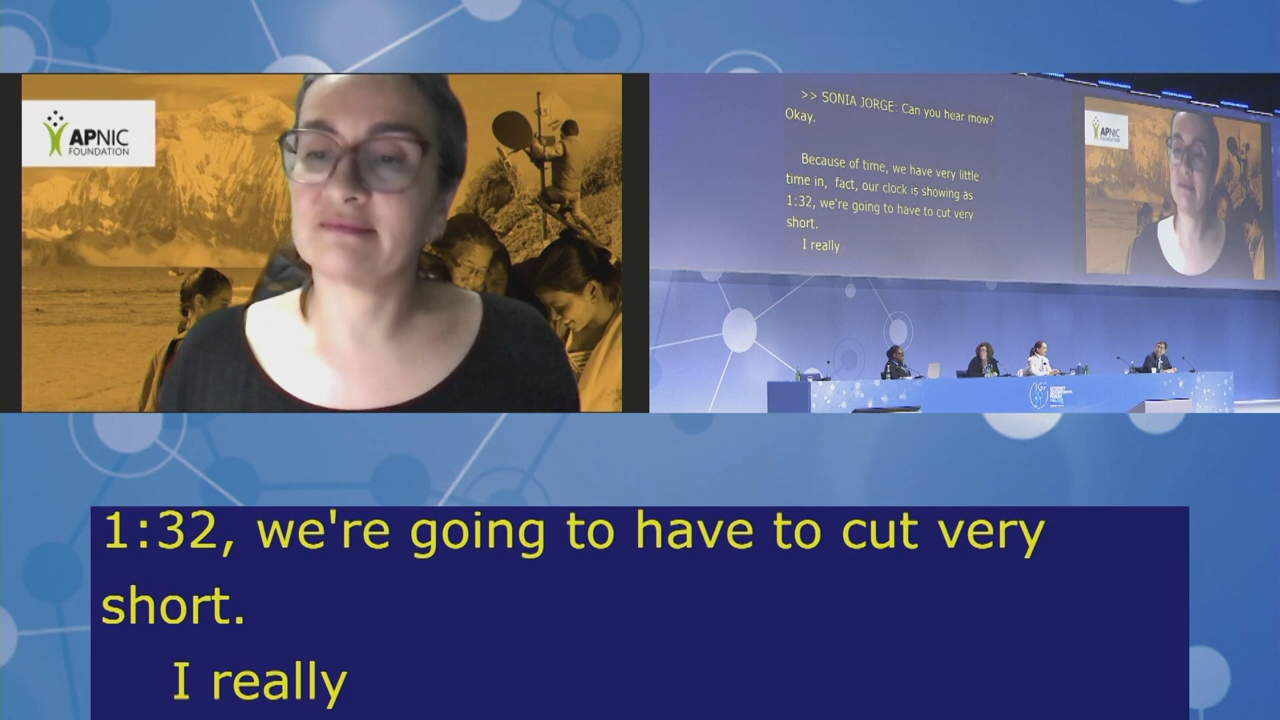 APNIC
FOUNDATION
>> SONIA JORGE: Can you hear mow?
Okay.
Because of time, we have very little
time in, fact, our clock is showing as
1:32, we're going to have to cut very
short.
I really
APNIC
1:32, we're going to have to cut very
short.
I really